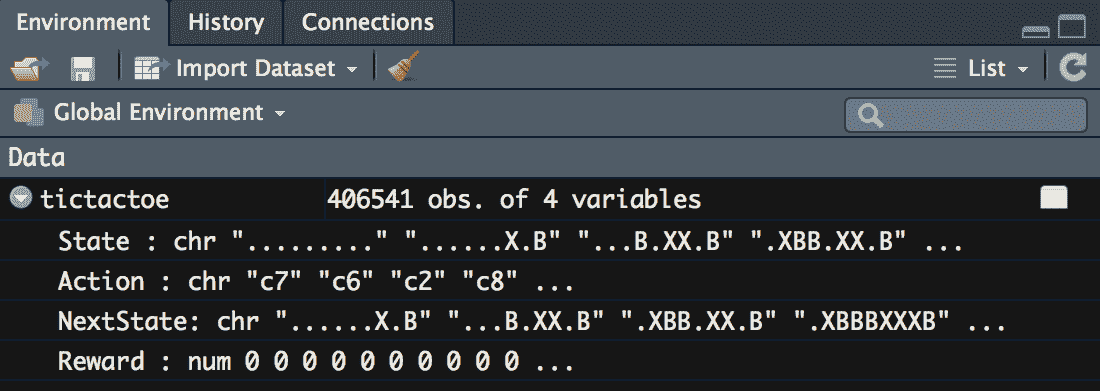 Environment History Connections
Import Dataset List
Global Environment
Data
tictactoe 406541 obs. of 4 variables
State : chr "........." "......X.B" "...B.XX.B" ".XBB.XX.B" ...
Action : chr "c7" "c6" "c2" "c8" ...
NextState: chr "......X.B" "...B.XX.B" ".XBB.XX.B" ".XBBBXXXB" ...
Reward : num 0 0 0 0 0 0 0 0 0 0 ...